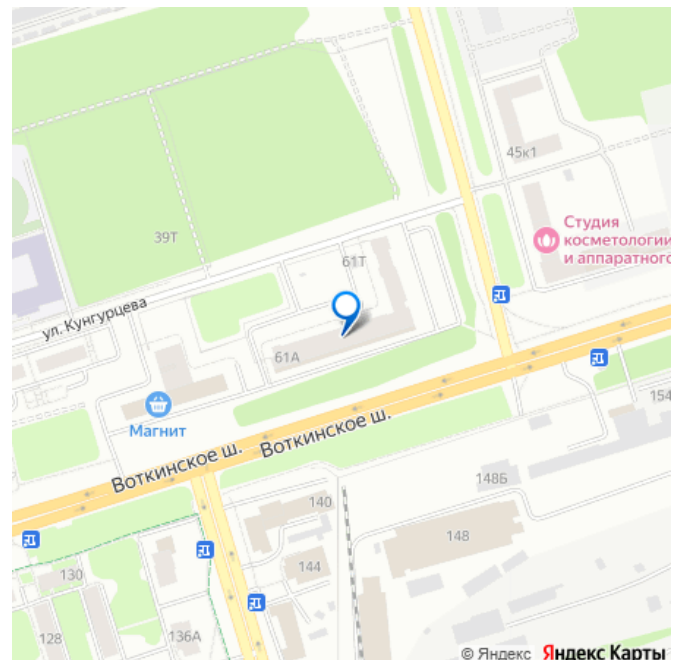 45к1
Студия
косметологии
и аппаратного
39Т
61Т
ул. Кунгурцева
61А
Магнит
154
Воткинское ш.
Воткинское ш.
148Б
140
148
144
130
128
136А
© Яндекс Яндекс Карты